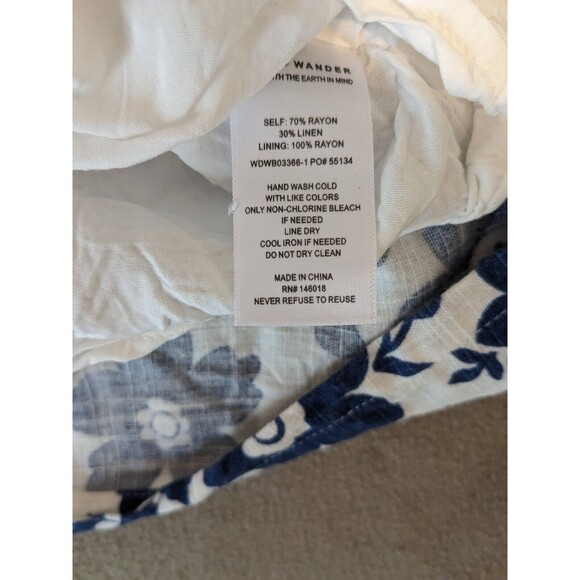 WANDER
TH THE EARTH IN MIND
SELF: 70% RAYON
30% LINEN
LINING: 100% RAYON
WDWB03366-1 PO# 55134
HAND WASH COLD
WITH LIKE COLORS
ONLY NON-CHLORINE BLEACH
IF NEEDED
LINE DRY
COOL IRON IF NEEDED
DO NOT DRY CLEAN
MADE IN CHINA
RN# 146018
NEVER REFUSE TO REUSE